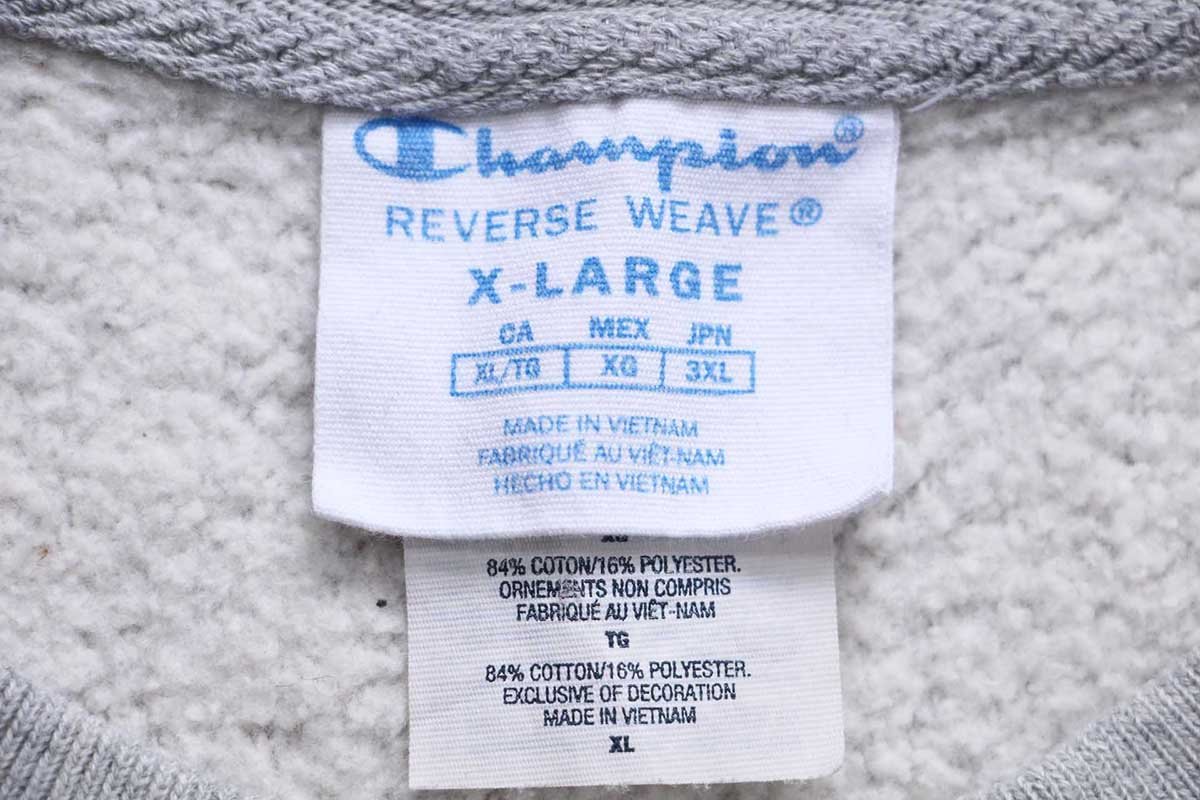 Champion®
REVERSE WEAVE®
X-LARGE
CA MEX JPN
XL/TG XG 3XL
MADE IN VIETNAM
FABRIQUÉ AU VIÊT-NAM
HECHO EN VIETNAM
84% COTON/16% POLYESTER.
ORNEMENTS NON COMPRIS
FABRIQUÉ AU VIÊT-NAM
TG
84% COTTON/16% POLYESTER.
EXCLUSIVE OF DECORATION
MADE IN VIETNAM
XL